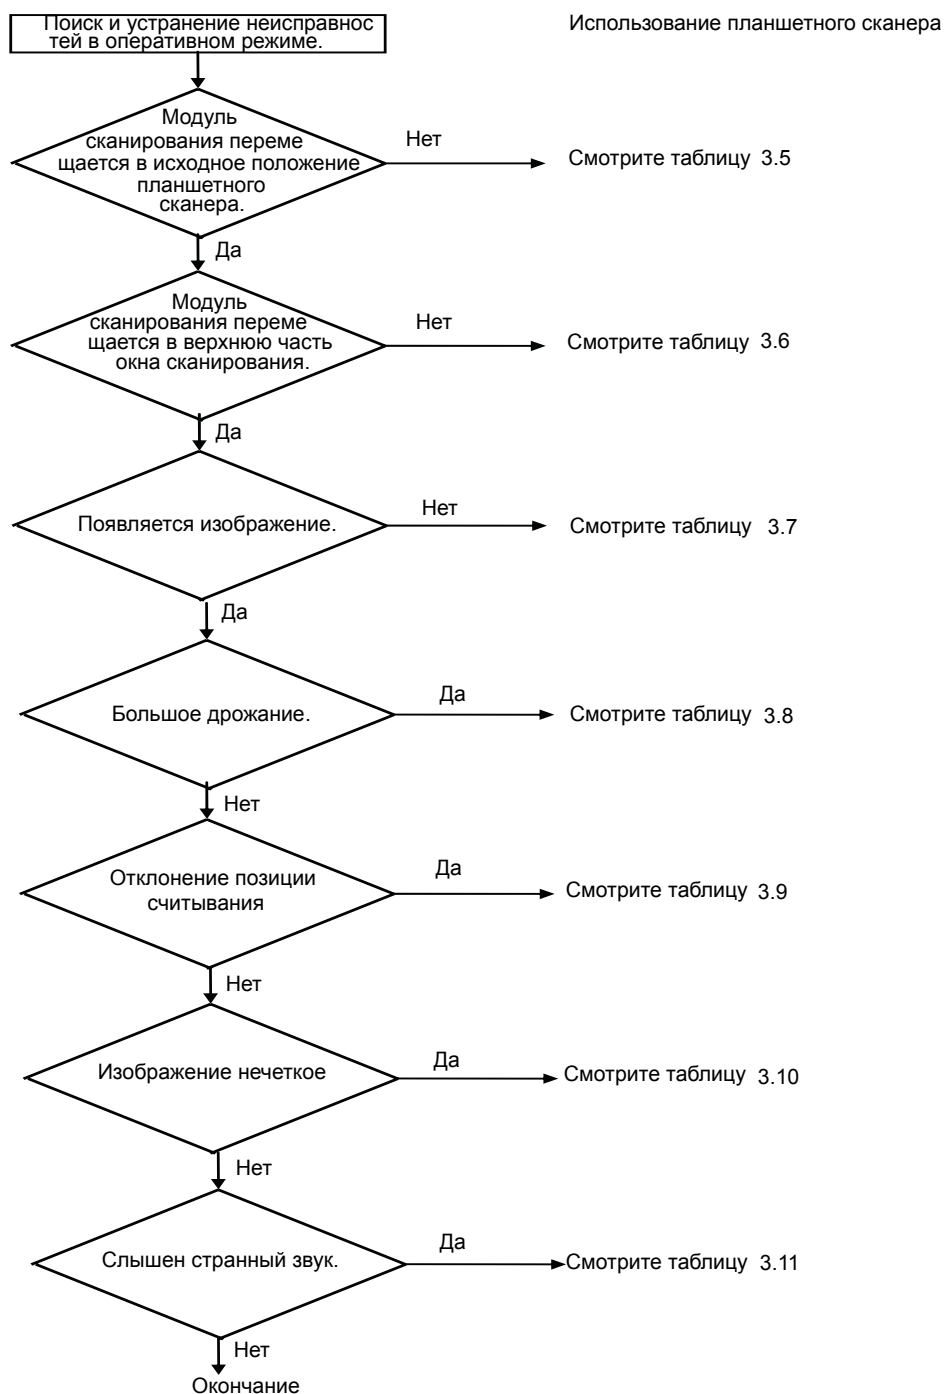 Поиск и устранение неисправнос
тей в оперативном режиме.
Использование планшетного сканера
Модуль
сканирования переме
щается в исходное положение
планшетного
сканера.
Нет
Смотрите таблицу 3.5
Да
Модуль
сканирования переме
щается в верхнюю часть
окна сканирования.
Нет
Смотрите таблицу 3.6
Да
Появляется изображение.
Нет
Смотрите таблицу 3.7
Да
Большое дрожание.
Да
Смотрите таблицу 3.8
Нет
Отклонение позиции
считывания
Да
Смотрите таблицу 3.9
Нет
Изображение нечеткое
Да
Смотрите таблицу 3.10
Нет
Слышен странный звук.
Да
Смотрите таблицу 3.11
Нет
Окончание